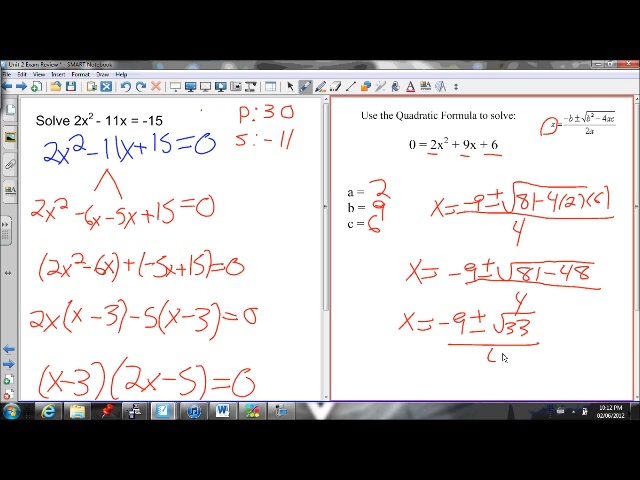 Unit 2 Exam Review * - SMART Notebook
File Edit View Insert Format Draw Help
Solve 2x² - 11x = -15
p: 30
s: -11
2x² - 11x + 15 = 0
2x² - 6x - 5x + 15 = 0
(2x² - 6x) + (-5x + 15) = 0
2x(x - 3) - 5(x - 3) = 0
(x - 3)(2x - 5) = 0
Use the Quadratic Formula to solve:
x = (-b ± √(b² - 4ac)) / 2a
0 = 2x² + 9x + 6
a = 2
b = 9
c = 6
x = (-9 ± √(81 - 4(2)(6))) / 4
x = (-9 ± √(81 - 48)) / 4
x = (-9 ± √33) /
10:12 PM
02/06/2012